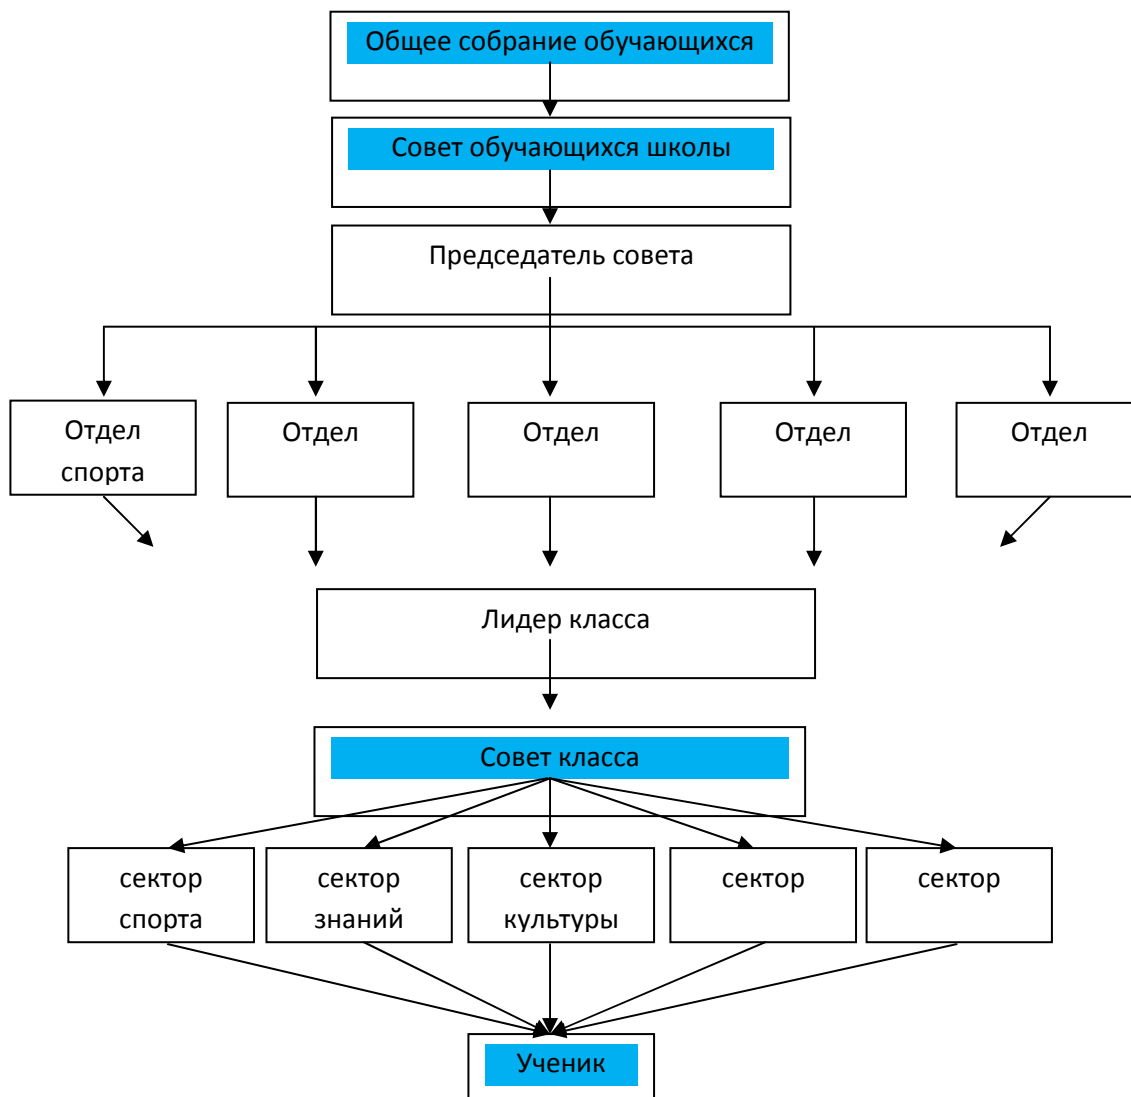 Общее собрание обучающихся
Совет обучающихся школы
Председатель совета
Отдел
спорта
Отдел
Отдел
Отдел
Отдел
Лидер класса
Совет класса
сектор
спорта
сектор
знаний
сектор
культуры
сектор
сектор
Ученик